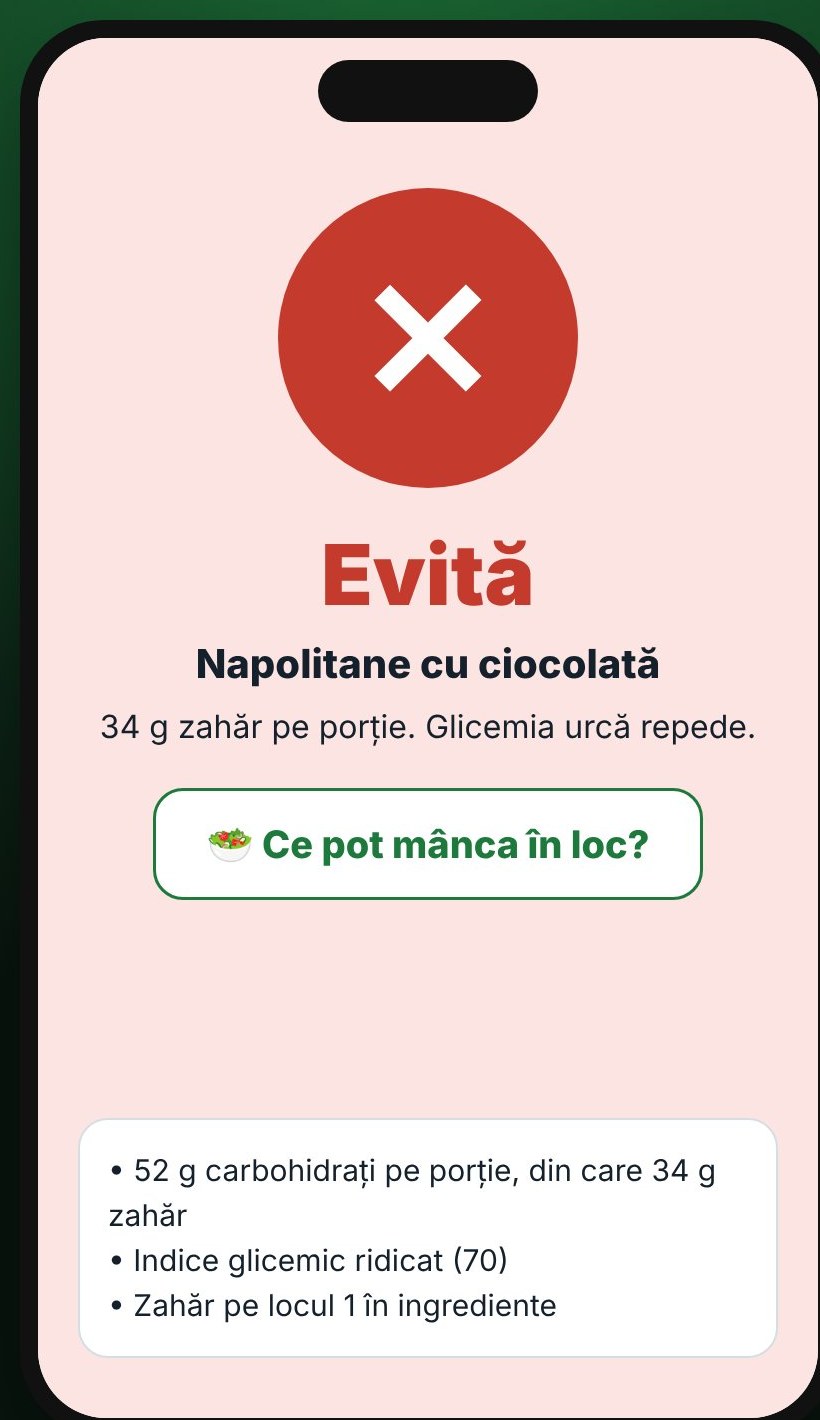 Evită
Napolitane cu ciocolată
34 g zahăr pe porție. Glicemia urcă repede.
🥗 Ce pot mânca în loc?
• 52 g carbohidrați pe porție, din care 34 g
zahăr
• Indice glicemic ridicat (70)
• Zahăr pe locul 1 în ingrediente